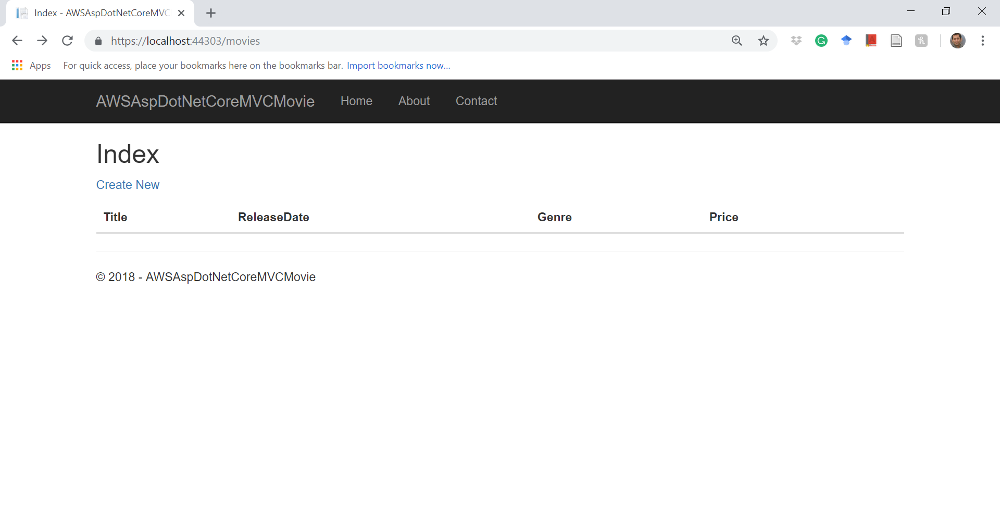 Index - AWSAspDotNetCoreMVC
https://localhost:44303/movies
Apps For quick access, place your bookmarks here on the bookmarks bar. Import bookmarks now...
AWSAspDotNetCoreMVCMovie Home About Contact
Index
Create New
Title ReleaseDate Genre Price
© 2018 - AWSAspDotNetCoreMVCMovie